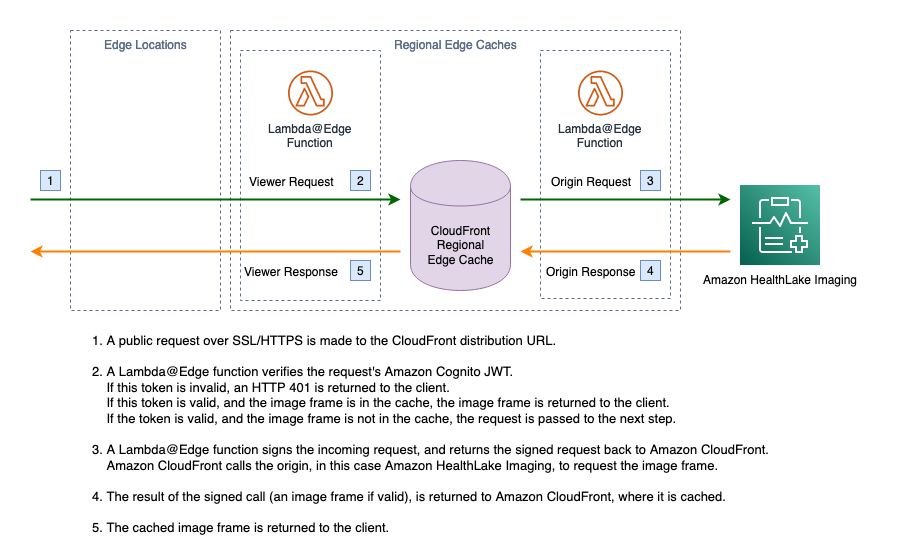 Edge Locations
Regional Edge Caches
Lambda@Edge
Function
Lambda@Edge
Function
1
Viewer Request
2
Origin Request
3
CloudFront
Regional
Edge Cache
Viewer Response
5
Origin Response
4
Amazon HealthLake Imaging
1. A public request over SSL/HTTPS is made to the CloudFront distribution URL.
2. A Lambda@Edge function verifies the request's Amazon Cognito JWT.
If this token is invalid, an HTTP 401 is returned to the client.
If this token is valid, and the image frame is in the cache, the image frame is returned to the client.
If the token is valid, and the image frame is not in the cache, the request is passed to the next step.
3. A Lambda@Edge function signs the incoming request, and returns the signed request back to Amazon CloudFront.
Amazon CloudFront calls the origin, in this case Amazon HealthLake Imaging, to request the image frame.
4. The result of the signed call (an image frame if valid), is returned to Amazon CloudFront, where it is cached.
5. The cached image frame is returned to the client.